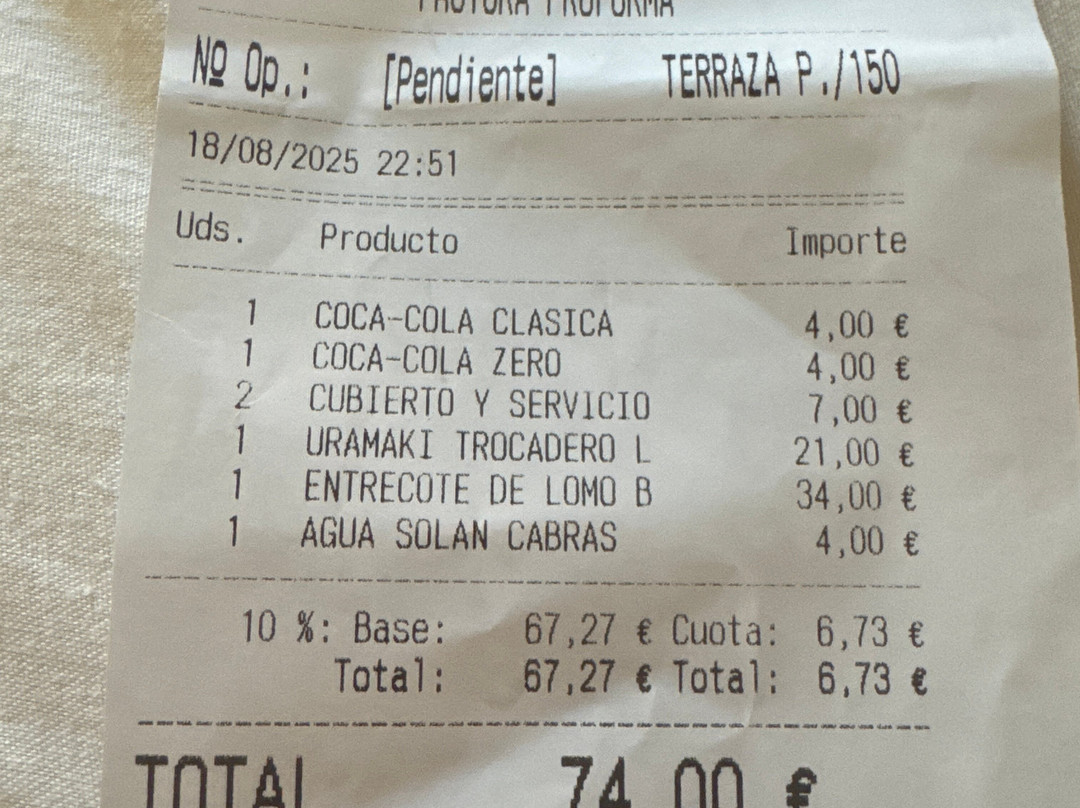 FACTURA PROFORMA
Nº Op.: [Pendiente] TERRAZA P./150
18/08/2025 22:51
Uds. Producto Importe
1 COCA-COLA CLASICA 4,00 €
1 COCA-COLA ZERO 4,00 €
2 CUBIERTO Y SERVICIO 7,00 €
1 URAMAKI TROCADERO L 21,00 €
1 ENTRECOTE DE LOMO B 34,00 €
1 AGUA SOLAN CABRAS 4,00 €
10 %: Base: 67,27 € Cuota: 6,73 €
Total: 67,27 € Total: 6,73 €
TOTAL 74,00 €